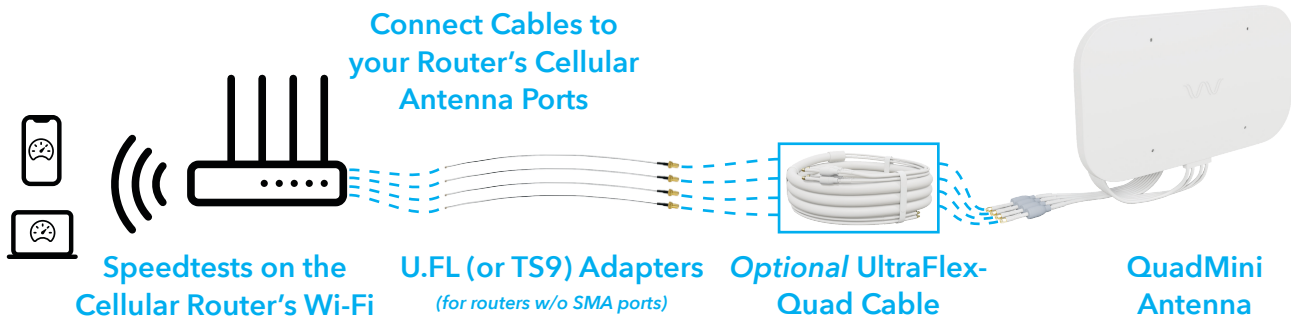 Connect Cables to
your Router's Cellular
Antenna Ports
Speedtests on the
Cellular Router's Wi-Fi
U.FL (or TS9) Adapters
(for routers w/o SMA ports)
Optional UltraFlex-
Quad Cable
QuadMini
Antenna